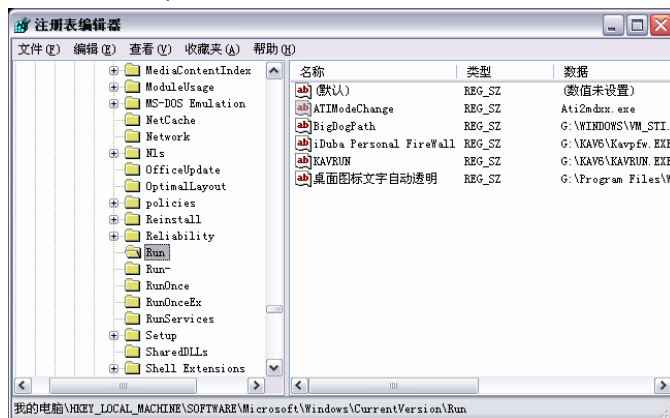 注册表编辑器
文件(F) 编辑(E) 查看(V) 收藏夹(A) 帮助(H)
MediaContentIndex
ModuleUsage
MS-DOS Emulation
NetCache
Network
Nls
OfficeUpdate
OptimalLayout
policies
Reinstall
Reliability
Run
Run-
RunOnce
RunOnceEx
RunServices
Setup
SharedDLLs
Shell Extensions
名称 类型 数据
(默认) REG_SZ (数值未设置)
ATIModeChange REG_SZ Ati2mdxx.exe
BigDogPath REG_SZ G:\WINDOWS\VM_STI.
iDuba Personal FireWall REG_SZ G:\KAV6\Kavpfw.EXE
KAVRUN REG_SZ G:\KAV6\KAVRUN.EXE
桌面图标文字自动透明 REG_SZ G:\Program Files\
我的电脑\HKEY_LOCAL_MACHINE\SOFTWARE\Microsoft\Windows\CurrentVersion\Run